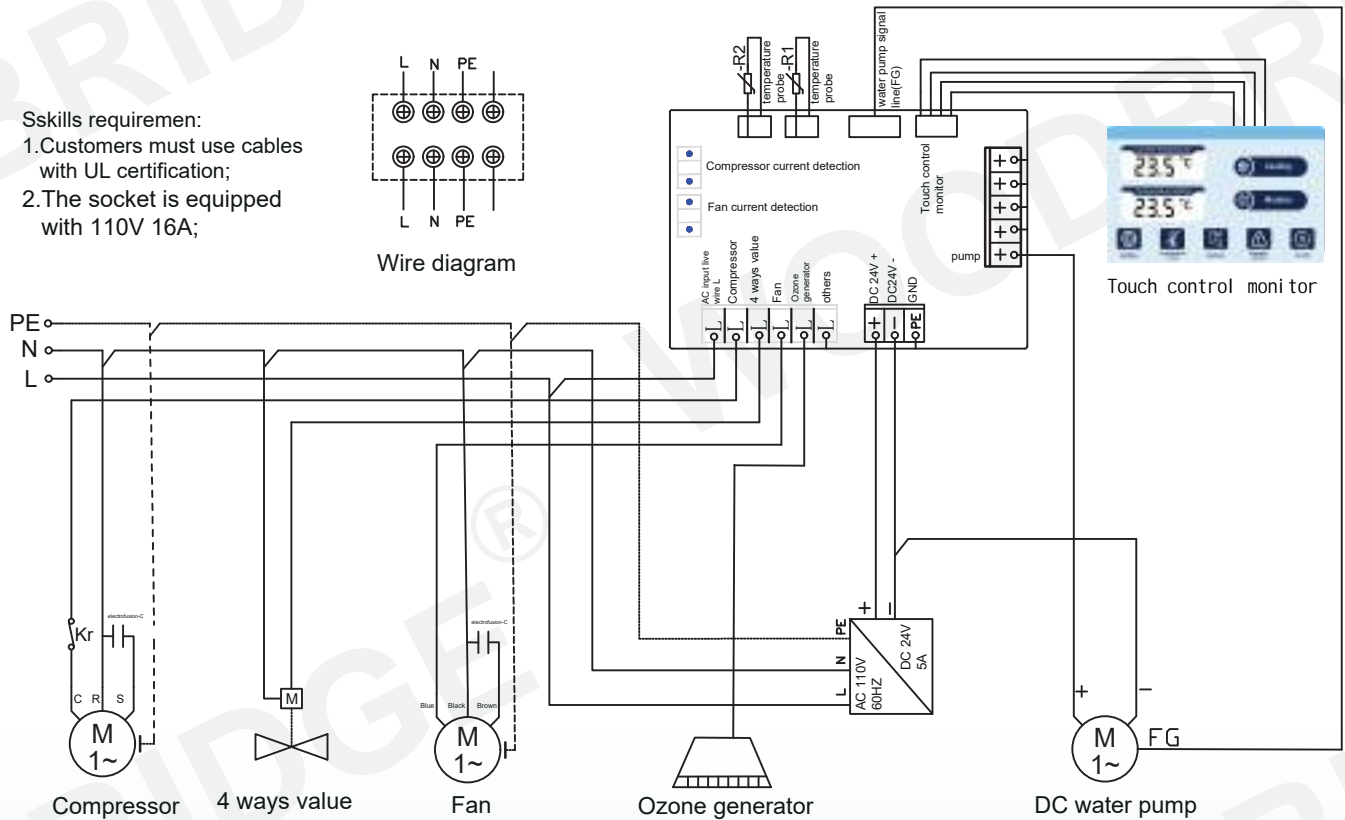 Sskills requiremen:
1.Customers must use cables
with UL certification;
2.The socket is equipped
with 110V 16A;
L N PE
L N PE
Wire diagram
-R2
temperature
probe
-R1
temperature
probe
water pump signal
line(FG)
Compressor current detection
Fan current detection
Touch control
monitor
pump
+
+
+
+
+
23.5 °C
23.5 °C
Touch control monitor
AC input live
wire L
Compressor
4 ways value
Fan
Ozone
generator
others
L L L L L L
DC 24V +
DC24V -
GND
+ − PE
PE
N
L
Kr
electrofusion-C
C R S
M
1~
Compressor
M
4 ways value
electrofusion-C
Blue Black Brown
M
1~
Fan
Ozone generator
+ −
PE
N
L
AC 110V
60HZ
DC 24V
5A
+ −
M
1~
FG
DC water pump
WOODBRIDGE®